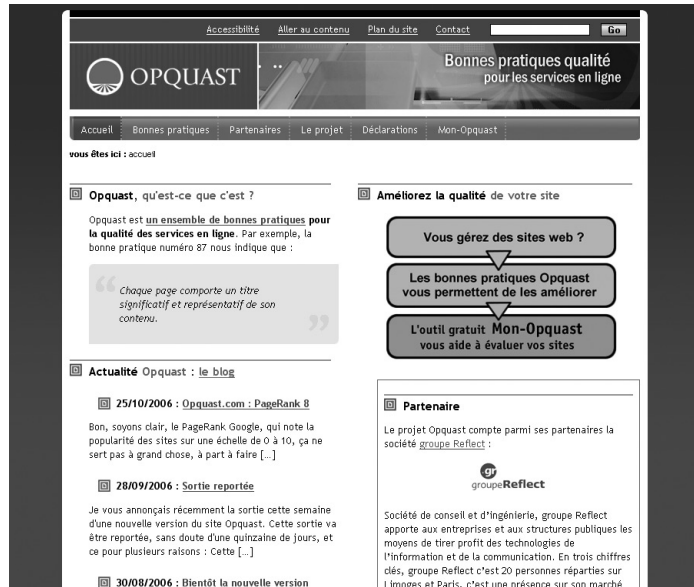 Accessibilité Aller au contenu Plan du site Contact Go
OPQUAST
Bonnes pratiques qualité
pour les services en ligne
Accueil Bonnes pratiques Partenaires Le projet Déclarations Mon-Opquast
vous êtes ici : accueil
Opquast, qu'est-ce que c'est ?
Opquast est un ensemble de bonnes pratiques pour
la qualité des services en ligne. Par exemple, la
bonne pratique numéro 87 nous indique que :
“ Chaque page comporte un titre
significatif et représentatif de son
contenu. ”
Actualité Opquast : le blog
25/10/2006 : Opquast.com : PageRank 8
Bon, soyons clair, le PageRank Google, qui note la
popularité des sites sur une échelle de 0 à 10, ça ne
sert pas à grand chose, à part à faire [...]
28/09/2006 : Sortie reportée
Je vous annonçais récemment la sortie cette semaine
d'une nouvelle version du site Opquast. Cette sortie va
être reportée, sans doute d'une quinzaine de jours, et
ce pour plusieurs raisons : Cette [...]
30/08/2006 : Bientôt la nouvelle version
Améliorez la qualité de votre site
Vous gérez des sites web ?
Les bonnes pratiques Opquast
vous permettent de les améliorer
L'outil gratuit Mon-Opquast
vous aide à évaluer vos sites
Partenaire
Le projet Opquast compte parmi ses partenaires la
société groupe Reflect :
.gr
groupeReflect
Société de conseil et d'ingénierie, groupe Reflect
apporte aux entreprises et aux structures publiques les
moyens de tirer profit des technologies de
l'information et de la communication. En trois chiffres
clés, groupe Reflect c'est 20 personnes réparties sur
Limoges et Paris, c'est une présence sur son marché